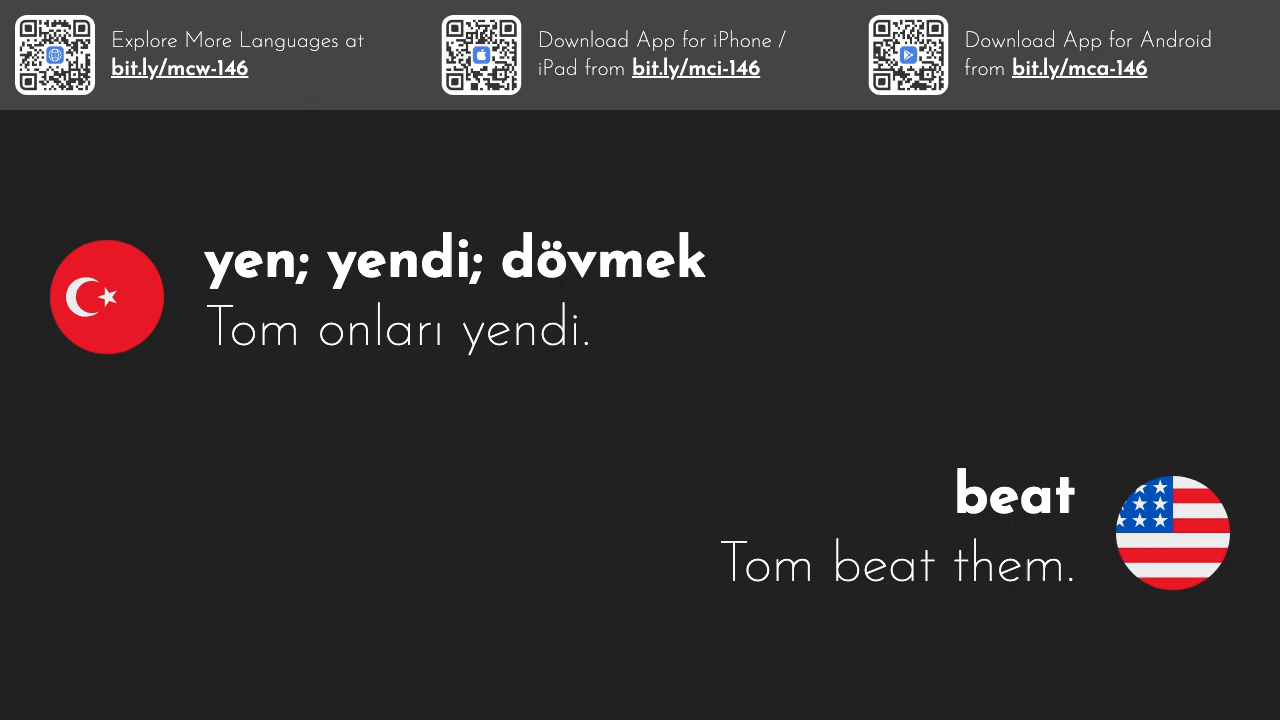 Explore More Languages at
bit.ly/mcw-146
Download App for iPhone /
iPad from bit.ly/mci-146
Download App for Android
from bit.ly/mca-146
yen; yendi; dövmek
Tom onları yendi.
beat
Tom beat them.